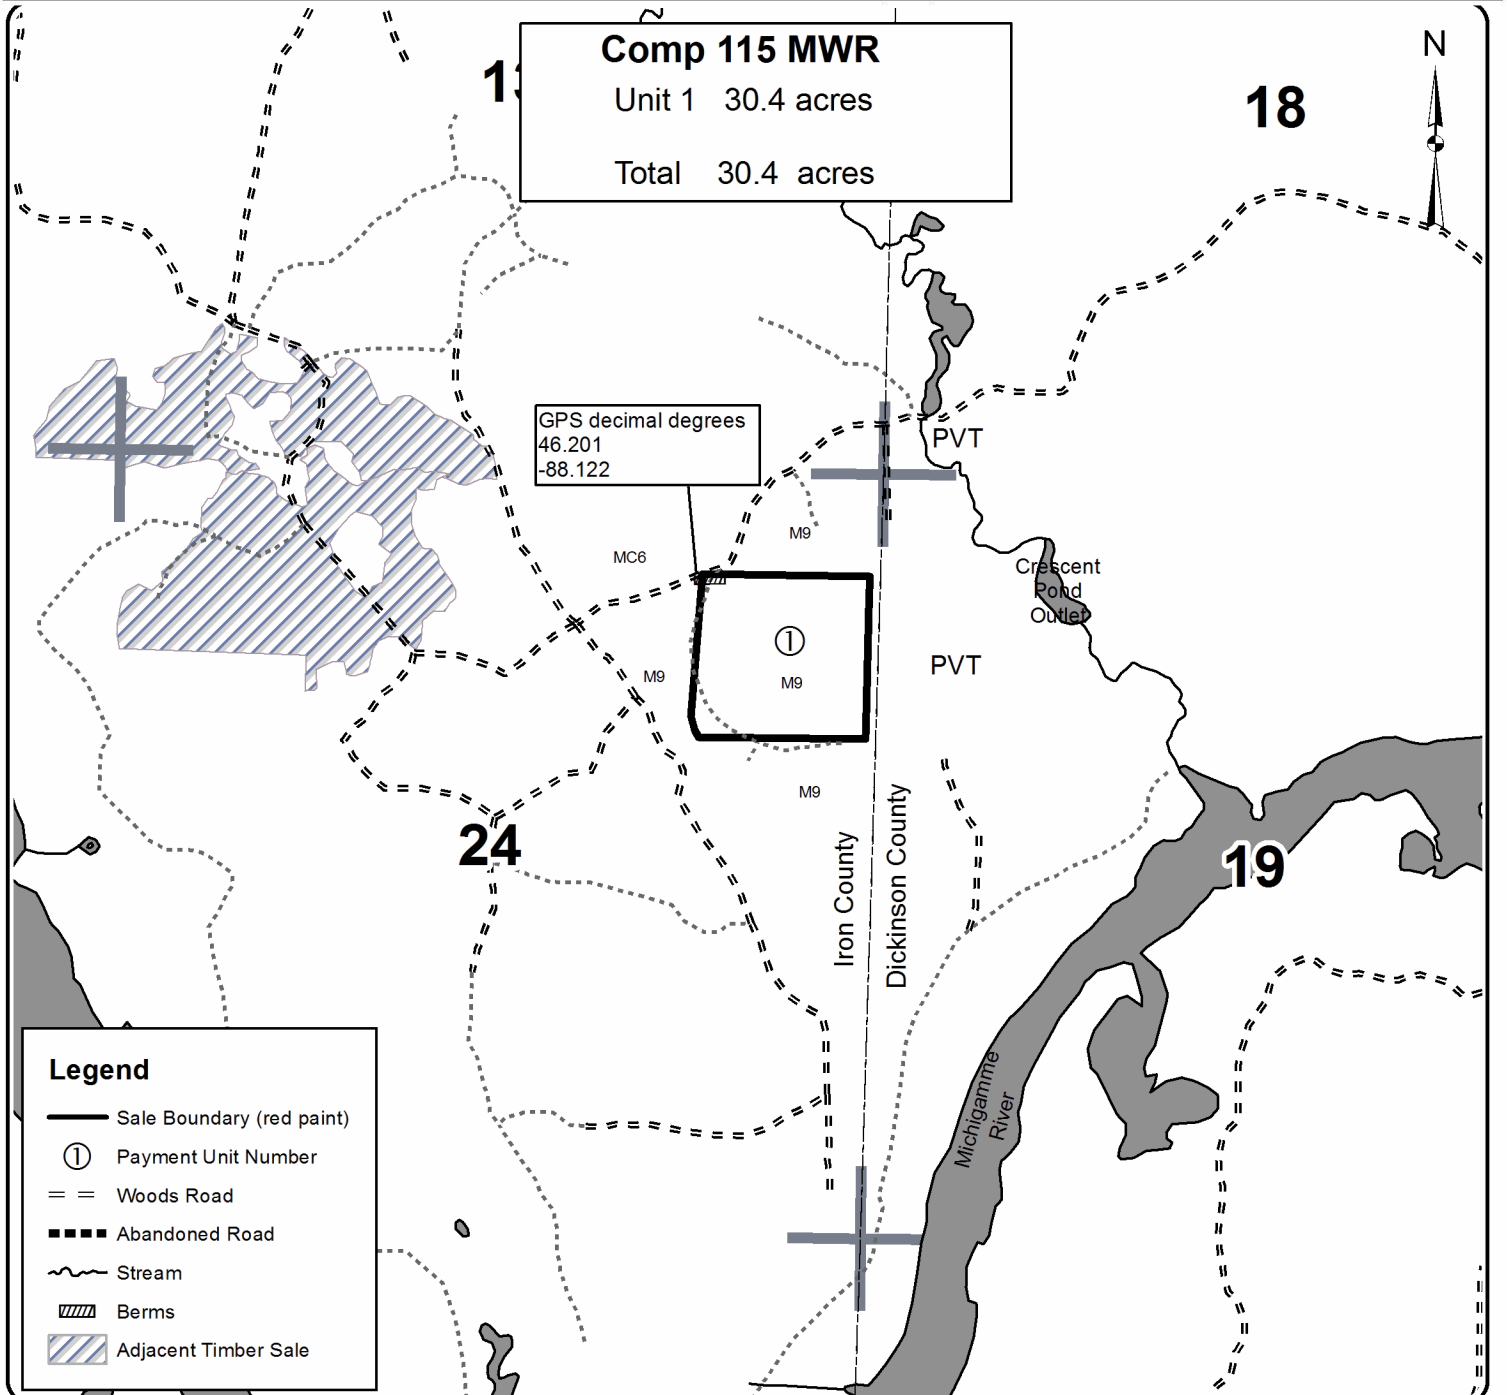 Comp 115 MWR
Unit 1 30.4 acres
Total 30.4 acres
N
13
18
GPS decimal degrees
46.201
-88.122
PVT
M9
MC6
Crescent
Pond
Outlet
1
M9
M9
PVT
M9
24
Iron County
Dickinson County
19
Michigamme
River
Legend
Sale Boundary (red paint)
1 Payment Unit Number
Woods Road
Abandoned Road
Stream
Berms
Adjacent Timber Sale